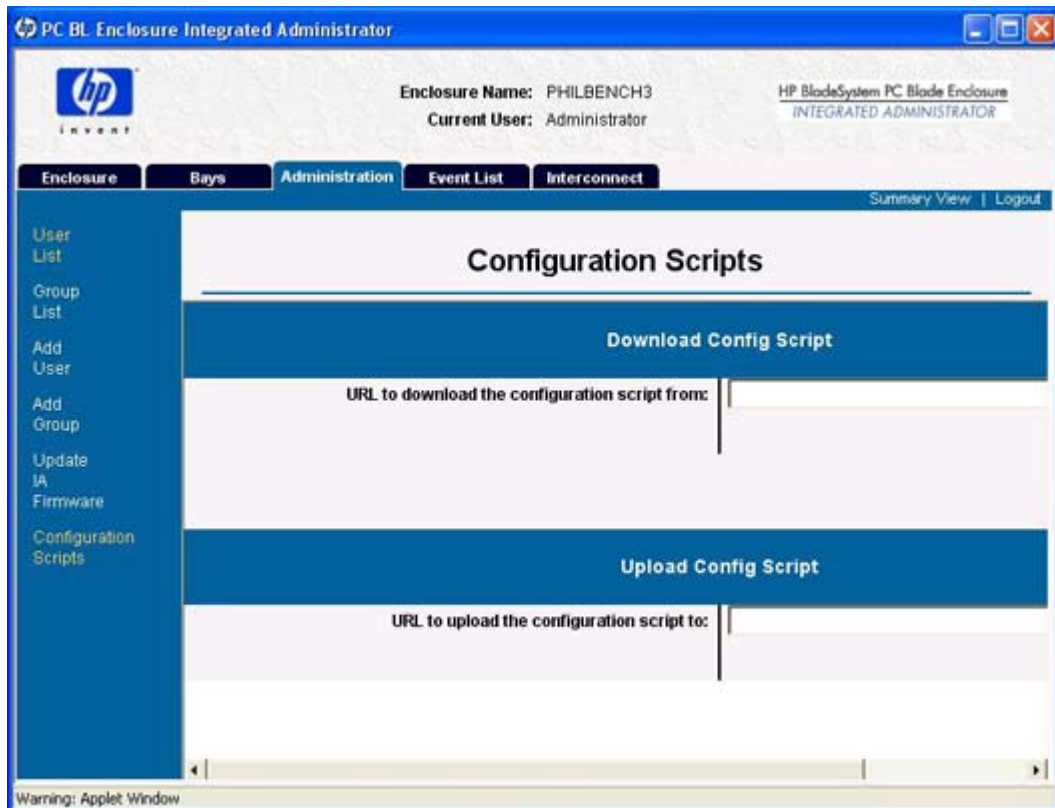 PC BL Enclosure Integrated Administrator
hp
invent
Enclosure Name: PHILBENCH3
Current User: Administrator
HP BladeSystem PC Blade Enclosure
INTEGRATED ADMINISTRATOR
Enclosure
Bays
Administration
Event List
Interconnect
Summary View | Logout
User
List
Group
List
Add
User
Add
Group
Update
IA
Firmware
Configuration
Scripts
Configuration Scripts
Download Config Script
URL to download the configuration script from:
Upload Config Script
URL to upload the configuration script to:
Warning: Applet Window